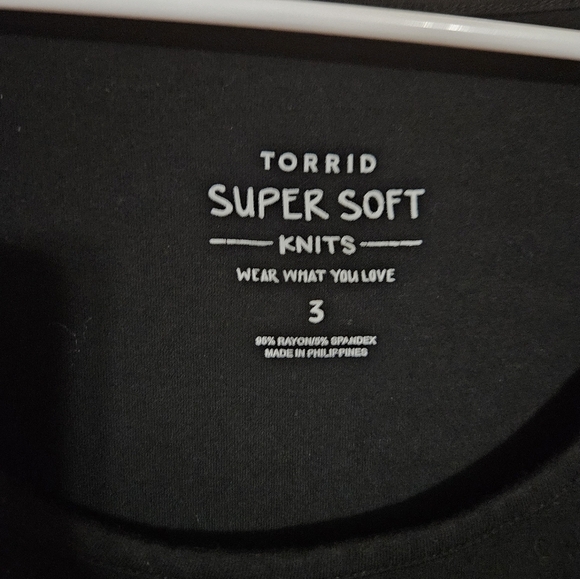 TORRID
SUPER SOFT
KNITS
WEAR WHAT YOU LOVE
3
95% RAYON/5% SPANDEX
MADE IN PHILIPPINES